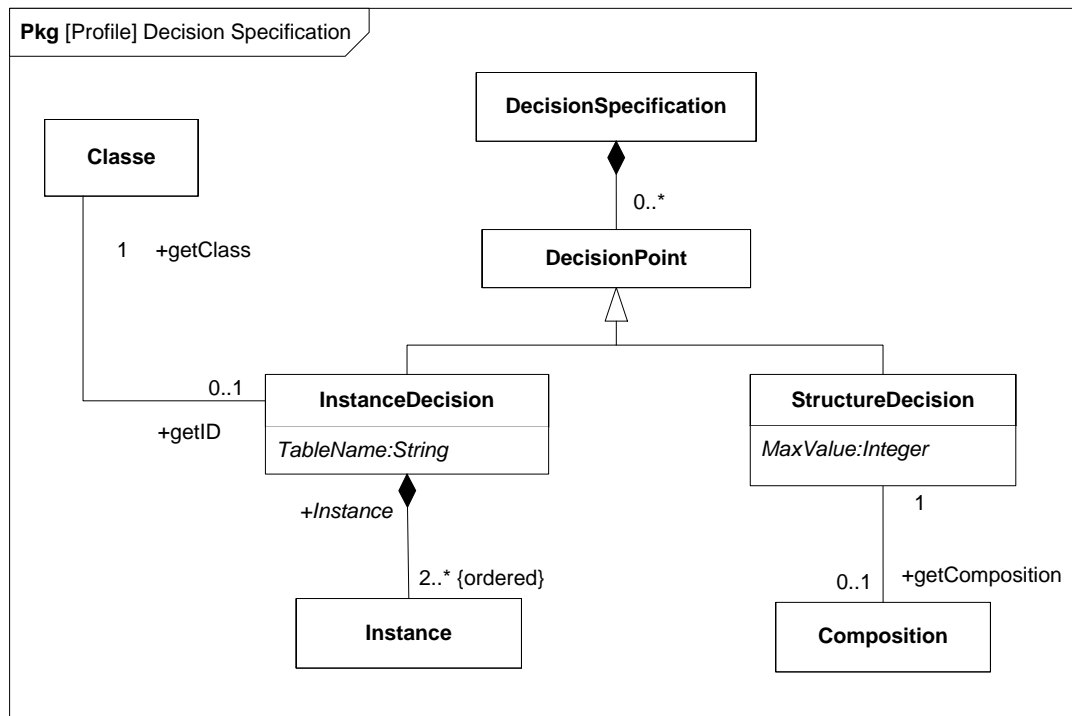 Pkg [Profile] Decision Specification
DecisionSpecification
Classe
0..*
1 +getClass
DecisionPoint
0..1
+getID
InstanceDecision
TableName:String
StructureDecision
MaxValue:Integer
+Instance
1
2..* {ordered}
+getComposition
0..1
Instance
Composition